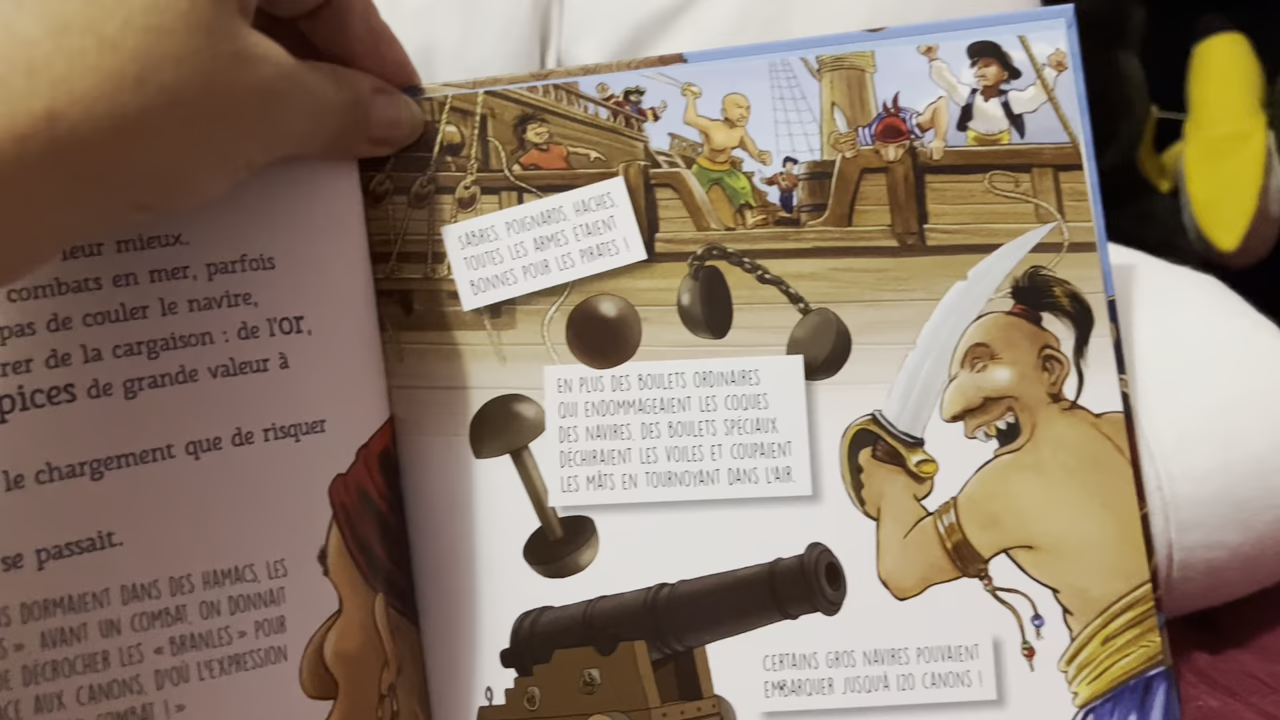 leur mieux.
combats en mer, parfois
pas de couler le navire,
rer de la cargaison : de l'or,
pices de grande valeur à
le chargement que de risquer
se passait.
S DORMAIENT DANS DES HAMACS, LES
S ». AVANT UN COMBAT, ON DONNAIT
DE DÉCROCHER LES « BRANLES » POUR
ACE AUX CANONS, D'OÙ L'EXPRESSION
COMBAT ! »
SABRES, POIGNARDS, HACHES,
TOUTES LES ARMES ÉTAIENT
BONNES POUR LES PIRATES !
EN PLUS DES BOULETS ORDINAIRES
QUI ENDOMMAGEAIENT LES COQUES
DES NAVIRES, DES BOULETS SPÉCIAUX
DÉCHIRAIENT LES VOILES ET COUPAIENT
LES MÂTS EN TOURNOYANT DANS L'AIR.
CERTAINS GROS NAVIRES POUVAIENT
EMBARQUER JUSQU'À 120 CANONS !